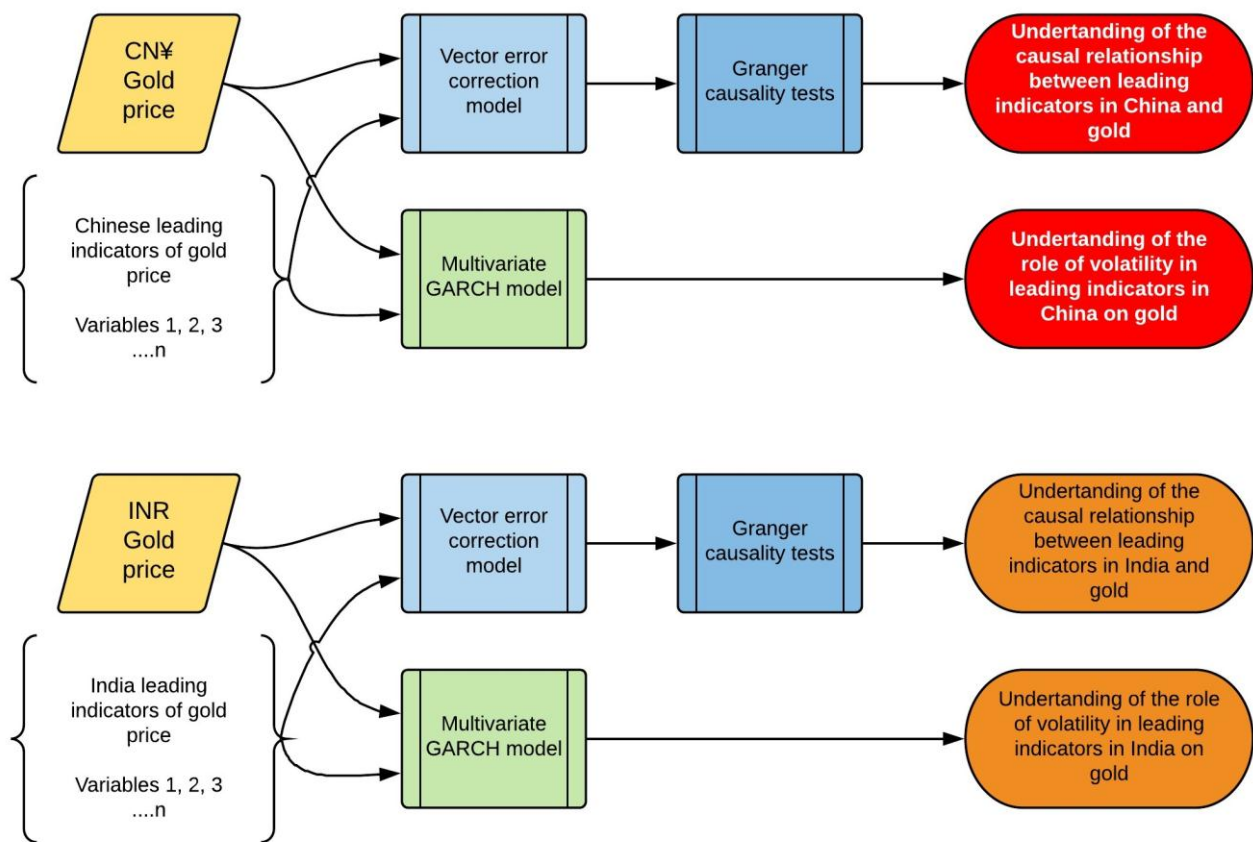 CN¥
Gold
price
Vector error
correction
model
Granger
causality tests
Understanding of the
causal relationship
between leading
indicators in China and
gold
Chinese leading
indicators of gold
price
Variables 1, 2, 3
....n
Multivariate
GARCH model
Understanding of the
role of volatility in
leading indicators in
China on gold
INR
Gold
price
Vector error
correction
model
Granger
causality tests
Undertanding of the
causal relationship
between leading
indicators in India and
gold
India leading
indicators of gold
price
Variables 1, 2, 3
....n
Multivariate
GARCH model
Understanding of the role
of volatility in leading
indicators in India on
gold